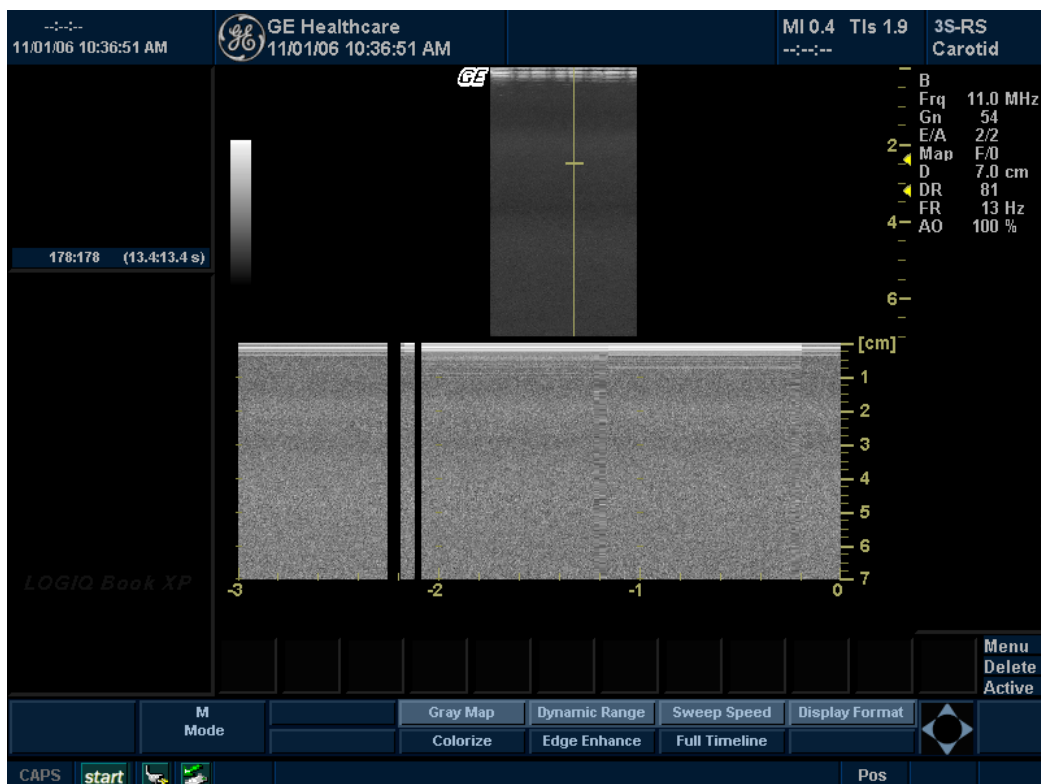 --:--:--
11/01/06 10:36:51 AM
GE Healthcare
11/01/06 10:36:51 AM
MI 0.4 TIs 1.9
--:--:--
3S-RS
Carotid
GE
B
Frq 11.0 MHz
Gn 54
E/A 2/2
Map F/0
D 7.0 cm
DR 81
FR 13 Hz
AO 100 %
2
4
6
178:178 (13.4:13.4 s)
[cm]
1
2
3
4
5
6
7
-3 -2 -1 0
LOGIQ Book XP
Menu
Delete
Active
M
Mode
Gray Map Dynamic Range Sweep Speed Display Format
Colorize Edge Enhance Full Timeline
CAPS start Pos